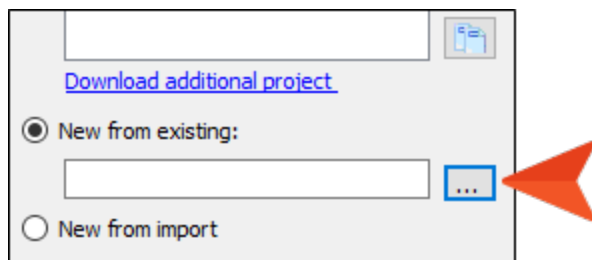 Download additional project
New from existing:
...
New from import